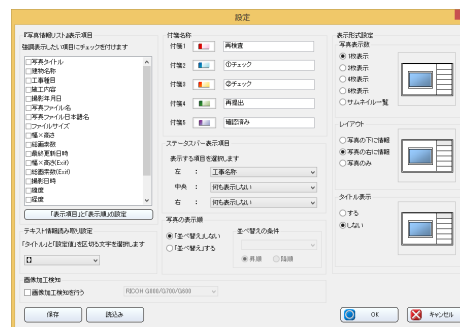 設定
『写真情報リスト』表示項目
強調表示したい項目にチェックを付けます
写真タイトル
建物名称
工事種目
施工内容
撮影年月日
写真ファイル名
写真ファイル日本語名
ファイルサイズ
幅×高さ
総画素数
最終更新日時
幅×高さ(Exif)
総画素数(Exif)
撮影日時
緯度
経度
「表示項目」と「表示順」の設定
テキスト情報読み取り設定
「タイトル」と「設定値」を区切る文字を選択します
【】
画像加工検知
画像加工検知を行う
RICOH G800/G700/G600
保存
読込み
付箋名称
付箋1 再検査
付箋2 ①チェック
付箋3 ②チェック
付箋4 再提出
付箋5 確認済み
ステータスバー表示項目
表示する項目を選択します
左 : 工事名称
中央 : 何も表示しない
右 : 何も表示しない
写真の表示順
「並べ替え」しない
「並べ替え」する
並べ替えの条件
昇順 降順
表示形式設定
写真表示数
1枚表示
2枚表示
4枚表示
6枚表示
サムネイル一覧
レイアウト
写真の下に情報
写真の右に情報
写真のみ
タイトル表示
する
しない
OK
キャンセル